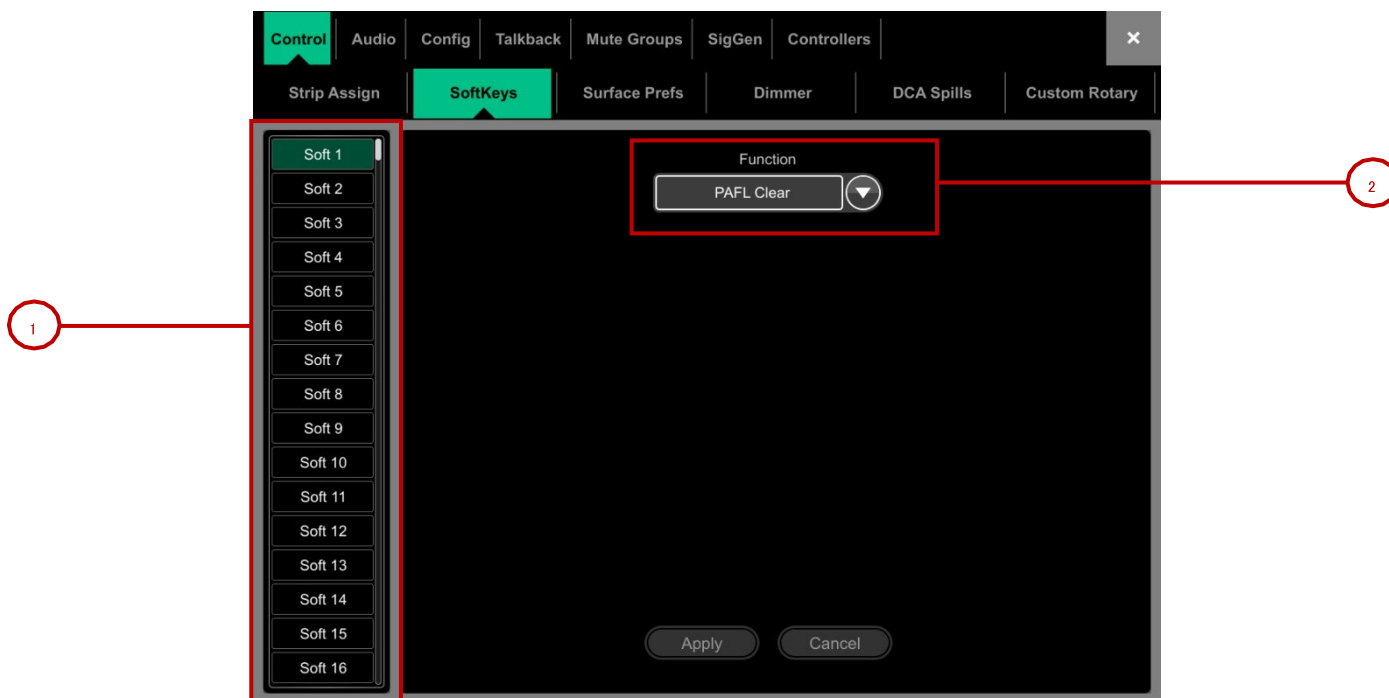 Control Audio Config Talkback Mute Groups SigGen Controllers ×
Strip Assign SoftKeys Surface Prefs Dimmer DCA Spills Custom Rotary
Soft 1
Soft 2
Soft 3
Soft 4
Soft 5
Soft 6
Soft 7
Soft 8
Soft 9
Soft 10
Soft 11
Soft 12
Soft 13
Soft 14
Soft 15
Soft 16
Function
PAFL Clear
Apply Cancel
1
2